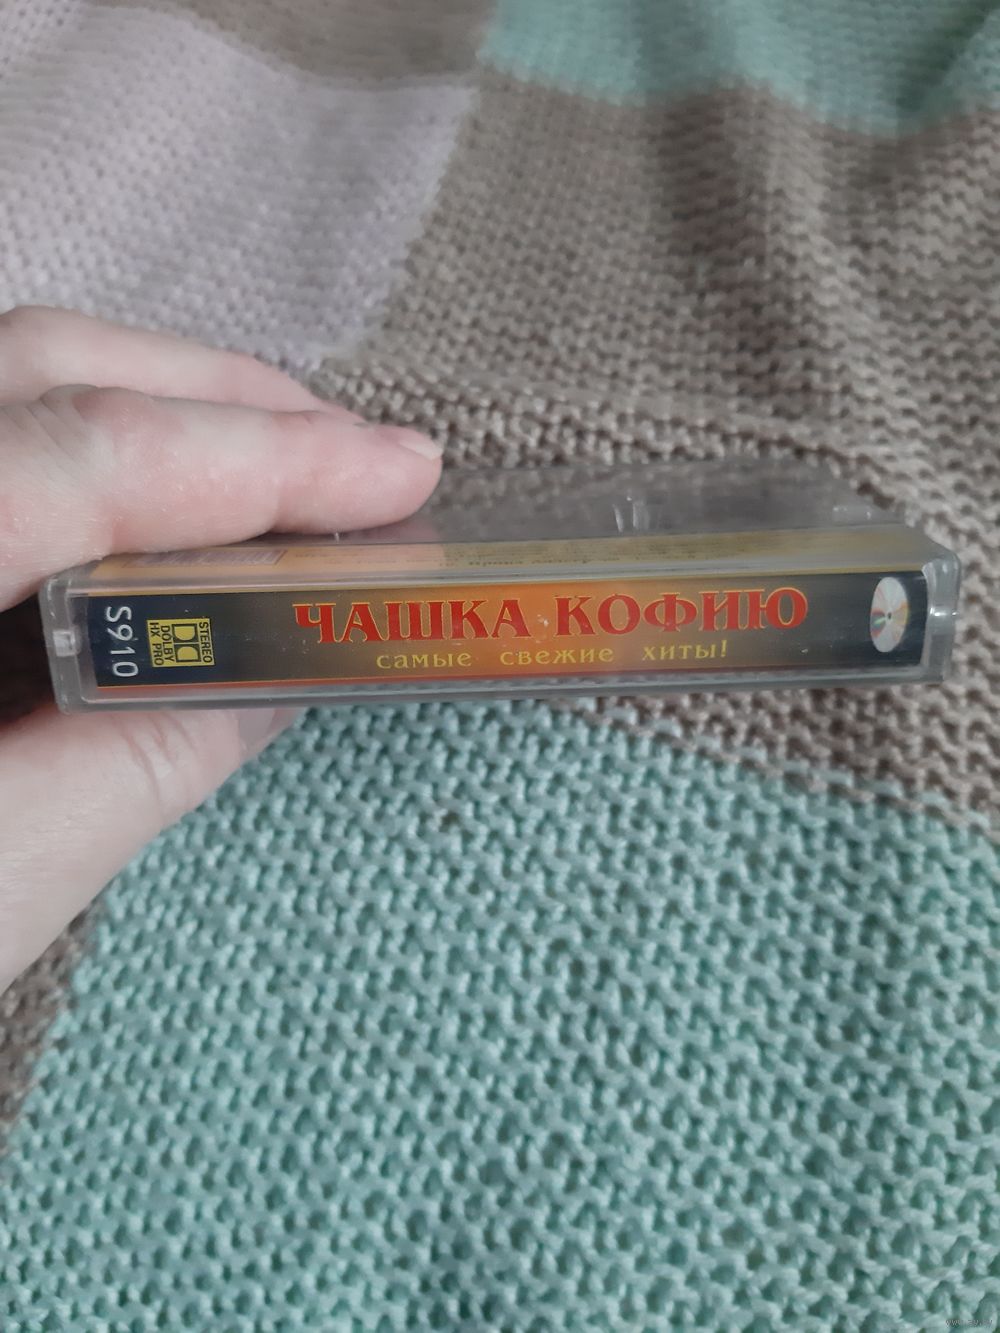 ЧАШКА КОФИЮ
самые свежие хиты!
S910
STEREO
DOLBY
HX PRO